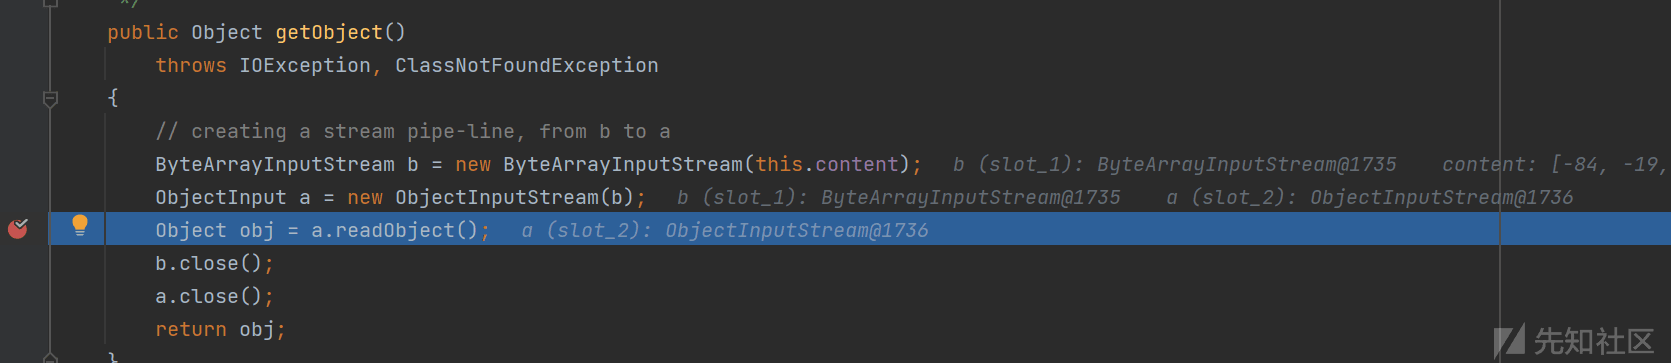 */
public Object getObject()
throws IOException, ClassNotFoundException
{
// creating a stream pipe-line, from b to a
ByteArrayInputStream b = new ByteArrayInputStream(this.content); b (slot_1): ByteArrayInputStream@1735 content: [-84, -19,
ObjectInput a = new ObjectInputStream(b); b (slot_1): ByteArrayInputStream@1735 a (slot_2): ObjectInputStream@1736
Object obj = a.readObject(); a (slot_2): ObjectInputStream@1736
b.close();
a.close();
return obj;
}
先知社区